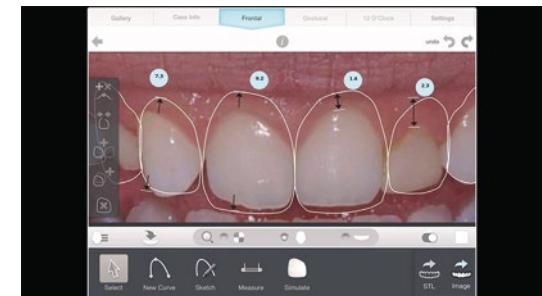 Gallery Case Info Frontal Occlusal 12 O'Clock Settings
undo
7.3 9.2 1.6 2.3
Select New Curve Sketch Measure Simulate STL Image